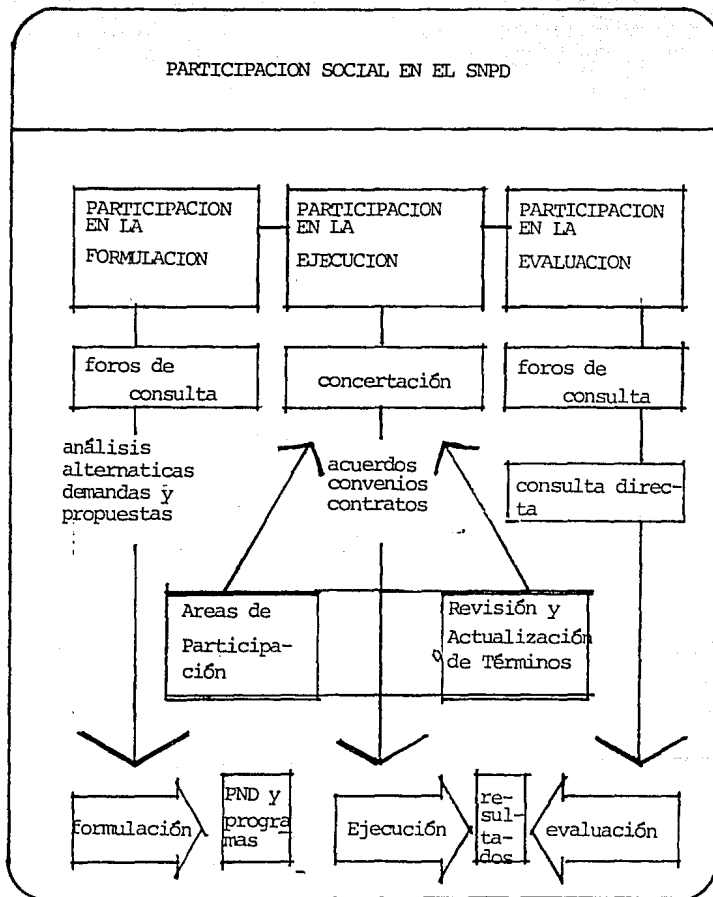 PARTICIPACION SOCIAL EN EL SNPD
PARTICIPACION
EN LA
FORMULACION
PARTICIPACION
EN LA
EJECUCION
PARTICIPACION
EN LA
EVALUACION
foros de
consulta
concertación
foros de
consulta
análisis
alternaticas
demandas y
propuestas
acuerdos
convenios
contratos
consulta direc-
ta
Areas de
Participa-
ción
Revisión y
Actualización
de Términos
formulación
PND y
progra
mas
Ejecución
re-
sul-
ta-
dos
evaluación